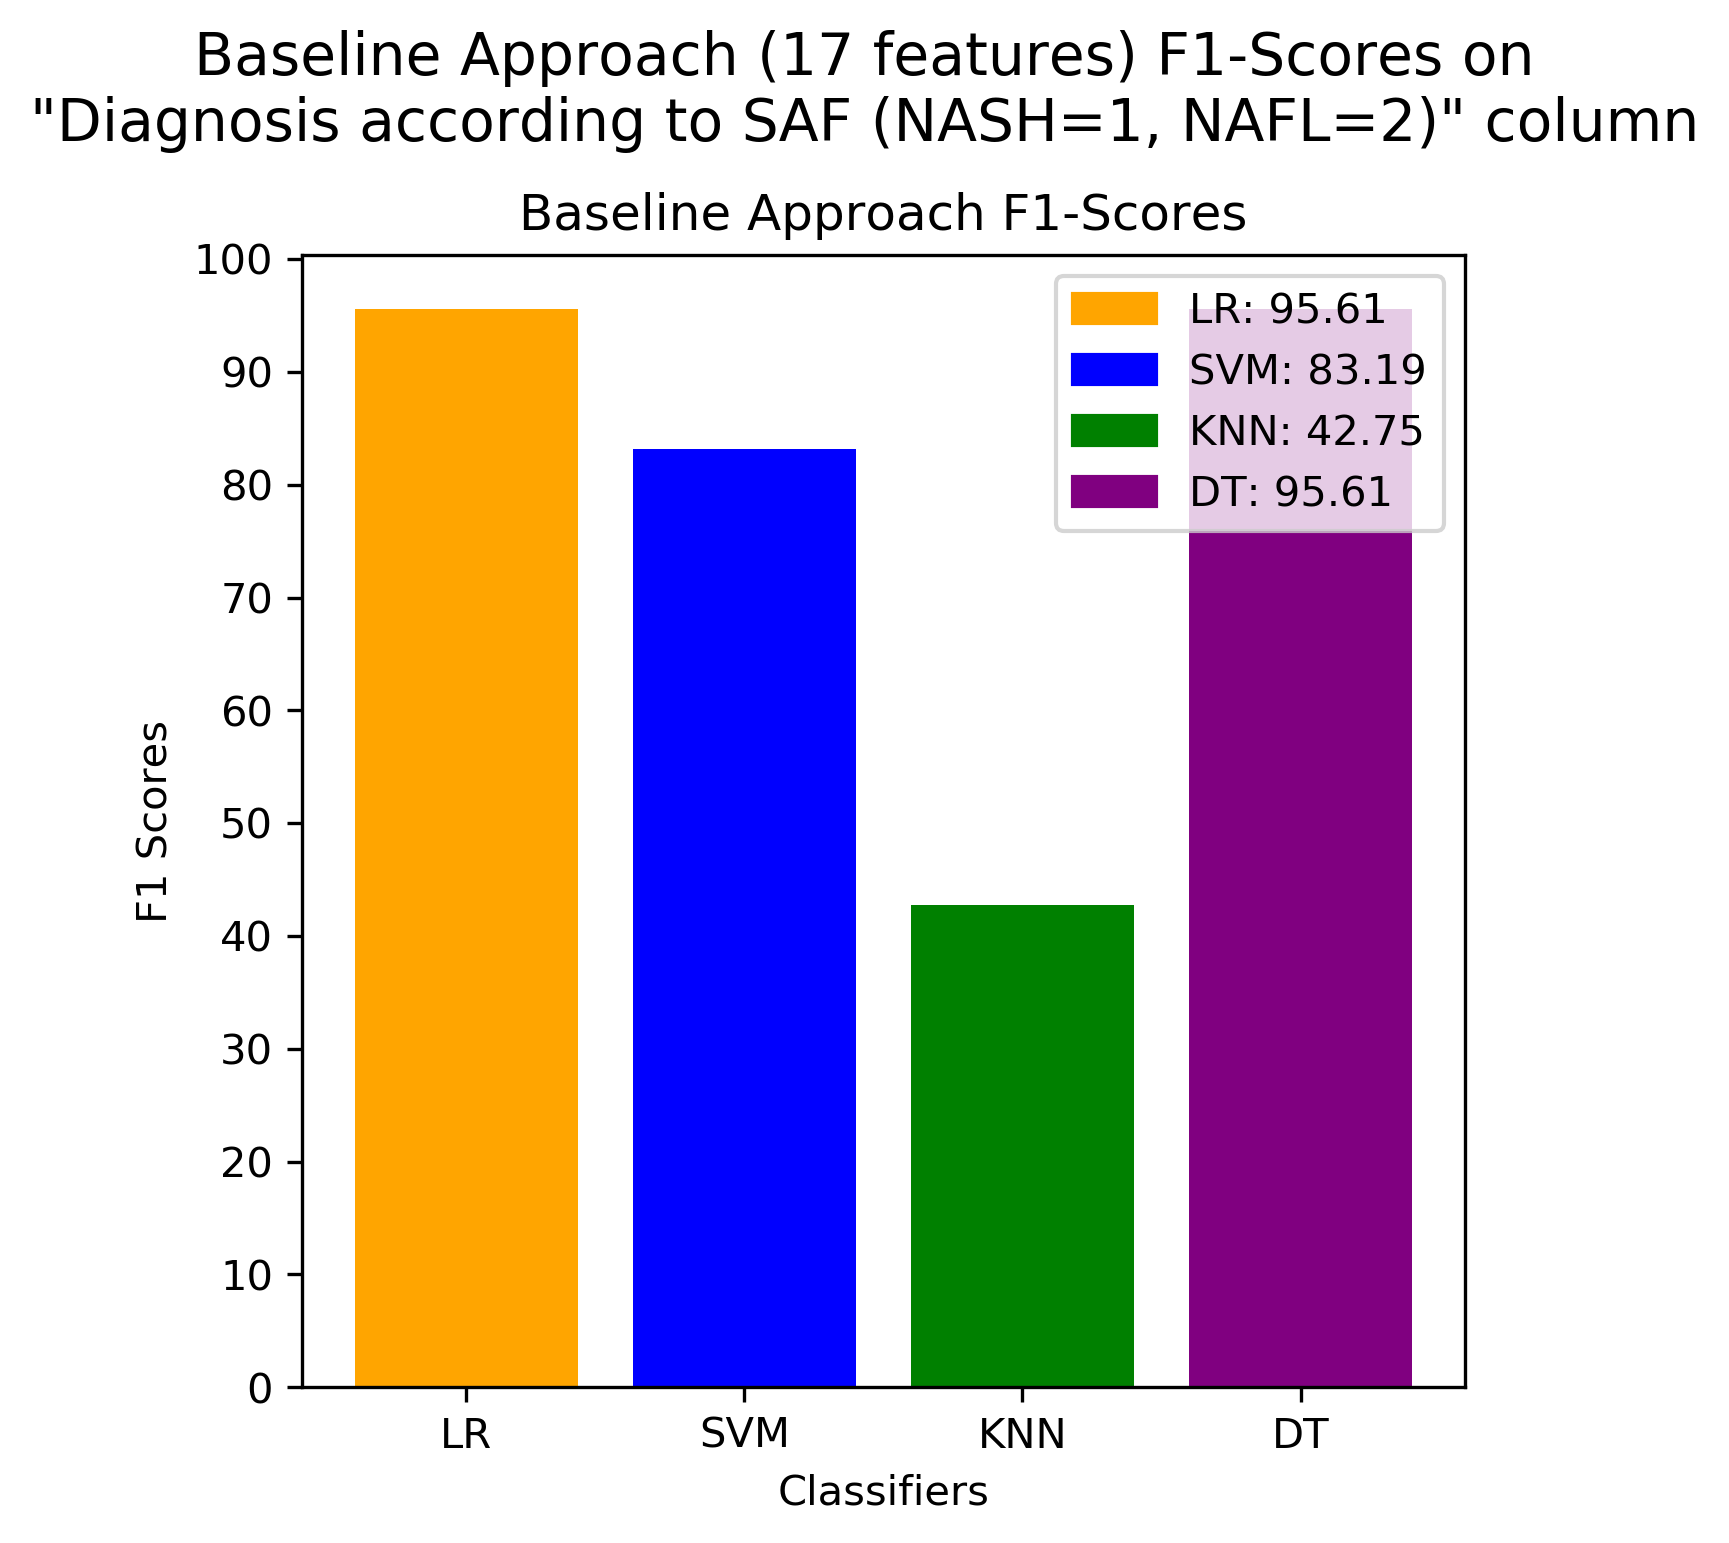 Baseline Approach (17 features) F1-Scores on
"Diagnosis according to SAF (NASH=1, NAFL=2)" column
Baseline Approach F1-Scores
100
90
80
70
60
50
40
30
20
10
0
F1 Scores
LR: 95.61
SVM: 83.19
KNN: 42.75
DT: 95.61
LR SVM KNN DT
Classifiers